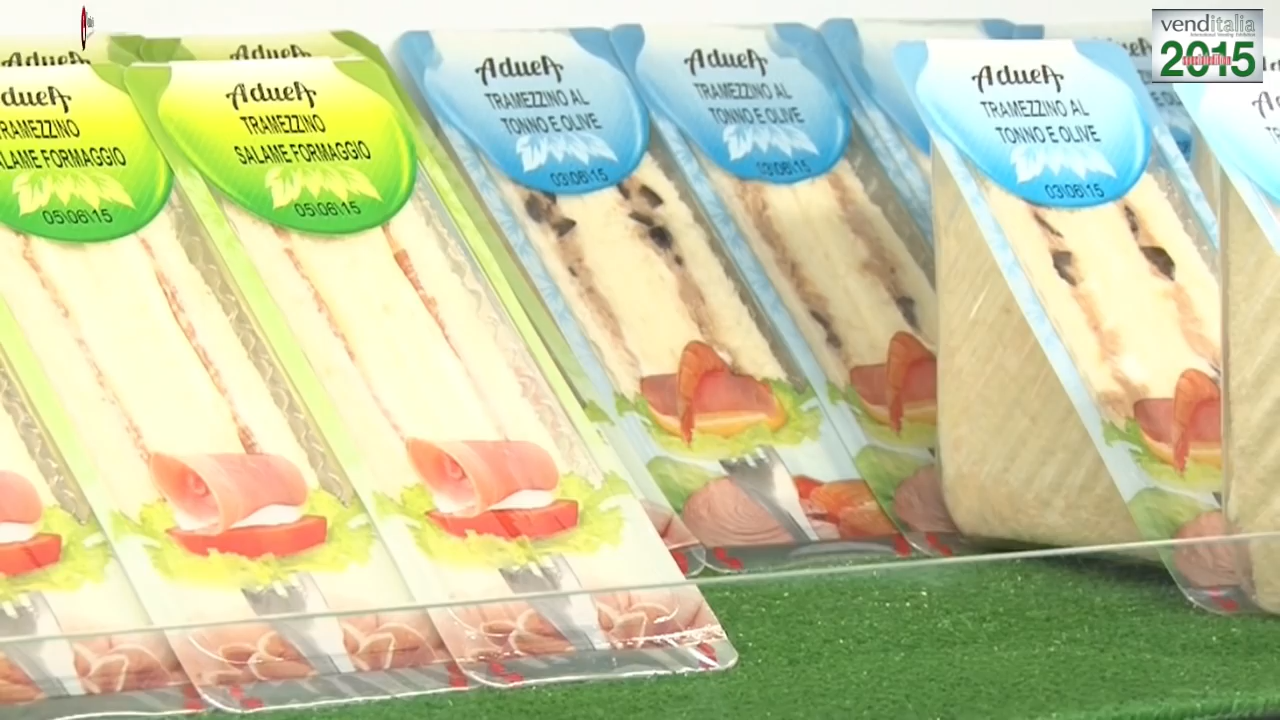 AdueA
AdueA
TRAMEZZINO
SALAME FORMAGGIO
05\06\15
AdueA
TRAMEZZINO
SALAME FORMAGGIO
05\06\15
AdueA
TRAMEZZINO AL
TONNO E OLIVE
03\06\15
AdueA
TRAMEZZINO AL
TONNO E OLIVE
03\06\15
AdueA
TRAMEZZINO AL
TONNO E OLIVE
03\06\15
venditalia
2015